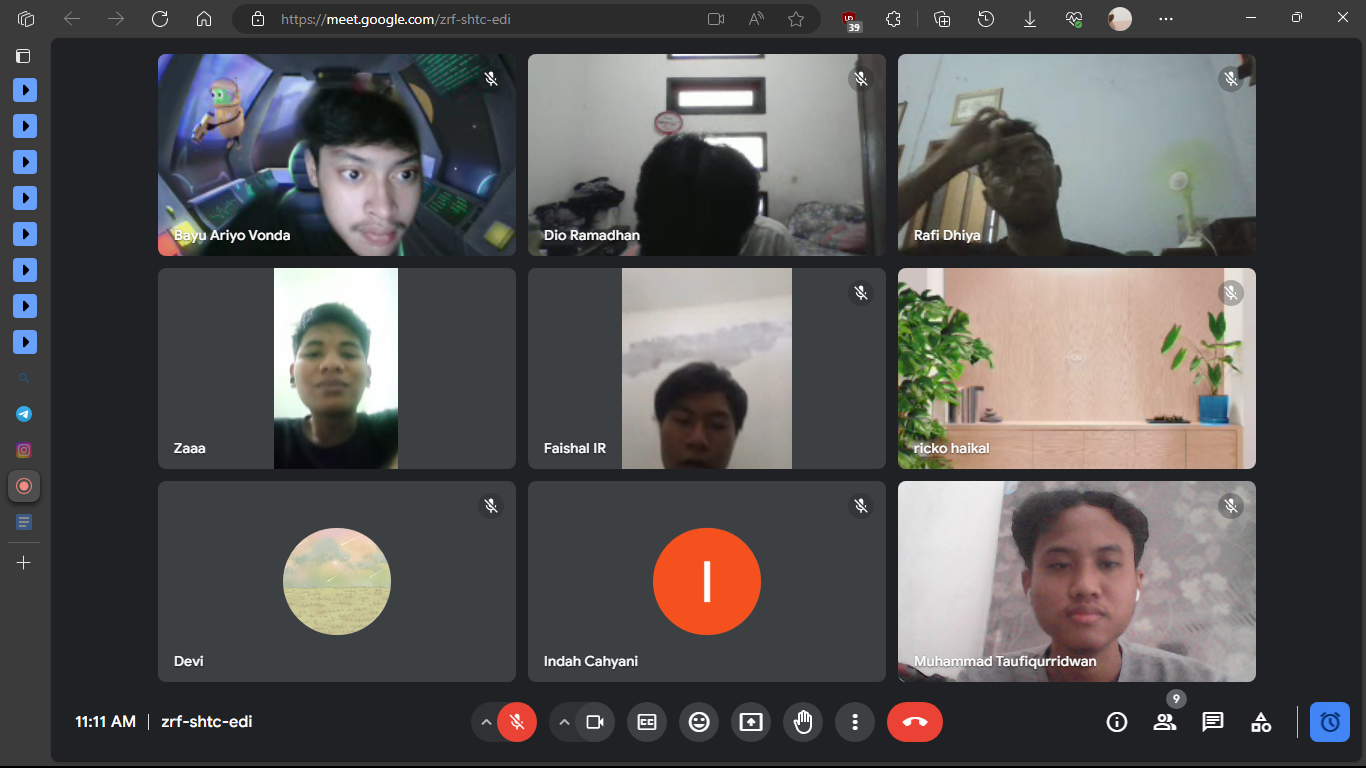 https://meet.google.com/zrf-shtc-edi
39
Bayu Ariyo Vonda
Dio Ramadhan
Rafi Dhiya
Zaaa
Faishal IR
ricko haikal
Devi
I
Indah Cahyani
Muhammad Taufiqurridwan
11:11 AM | zrf-shtc-edi
CC
9